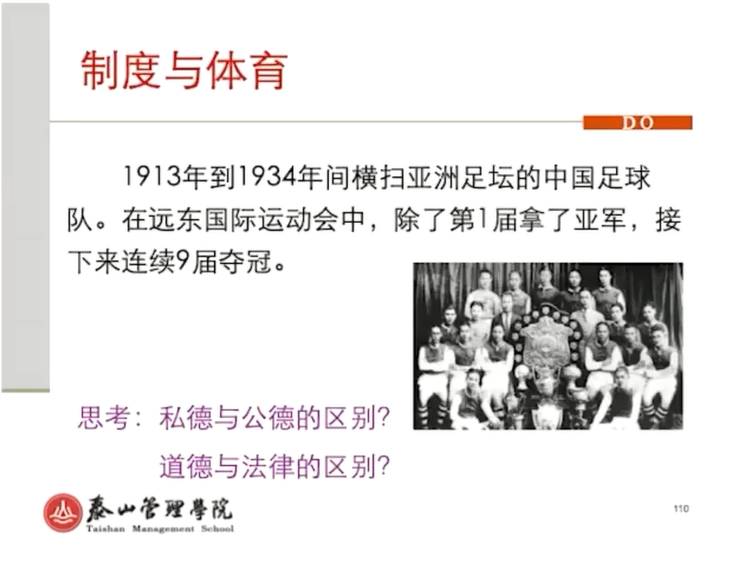 制度与体育
DO
1913年到1934年间横扫亚洲足坛的中国足球
队。在远东国际运动会中，除了第1届拿了亚军，接
下来连续9届夺冠。
思考：私德与公德的区别？
道德与法律的区别？
泰山管理學院
Taishan Management School
110